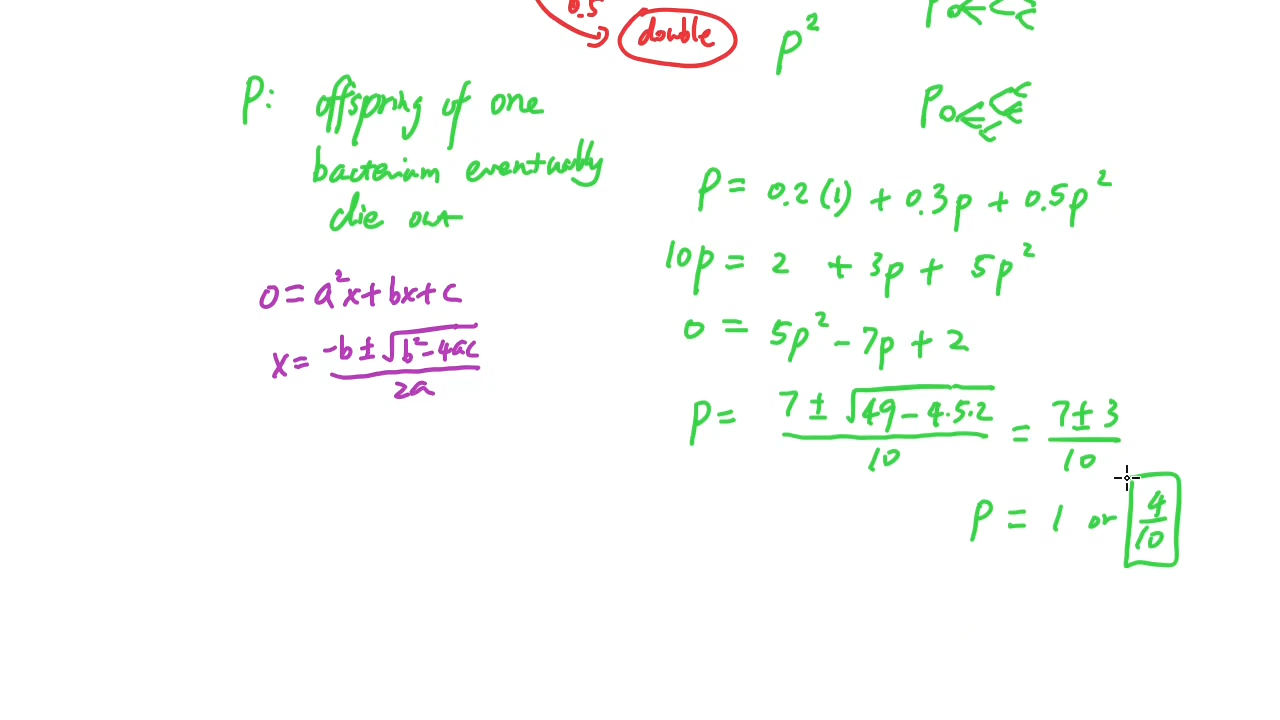 0.5
double
p²
P
P: offspring of one
bacterium eventually
die out
P
P = 0.2 (1) + 0.3p + 0.5p²
10p = 2 + 3p + 5p²
0 = 5p² - 7p + 2
0 = a²x + bx + c
x = -b ± √b² - 4ac / 2a
P = 7 ± √49 - 4·5·2 / 10 = 7 ± 3 / 10
P = 1 or 4/10